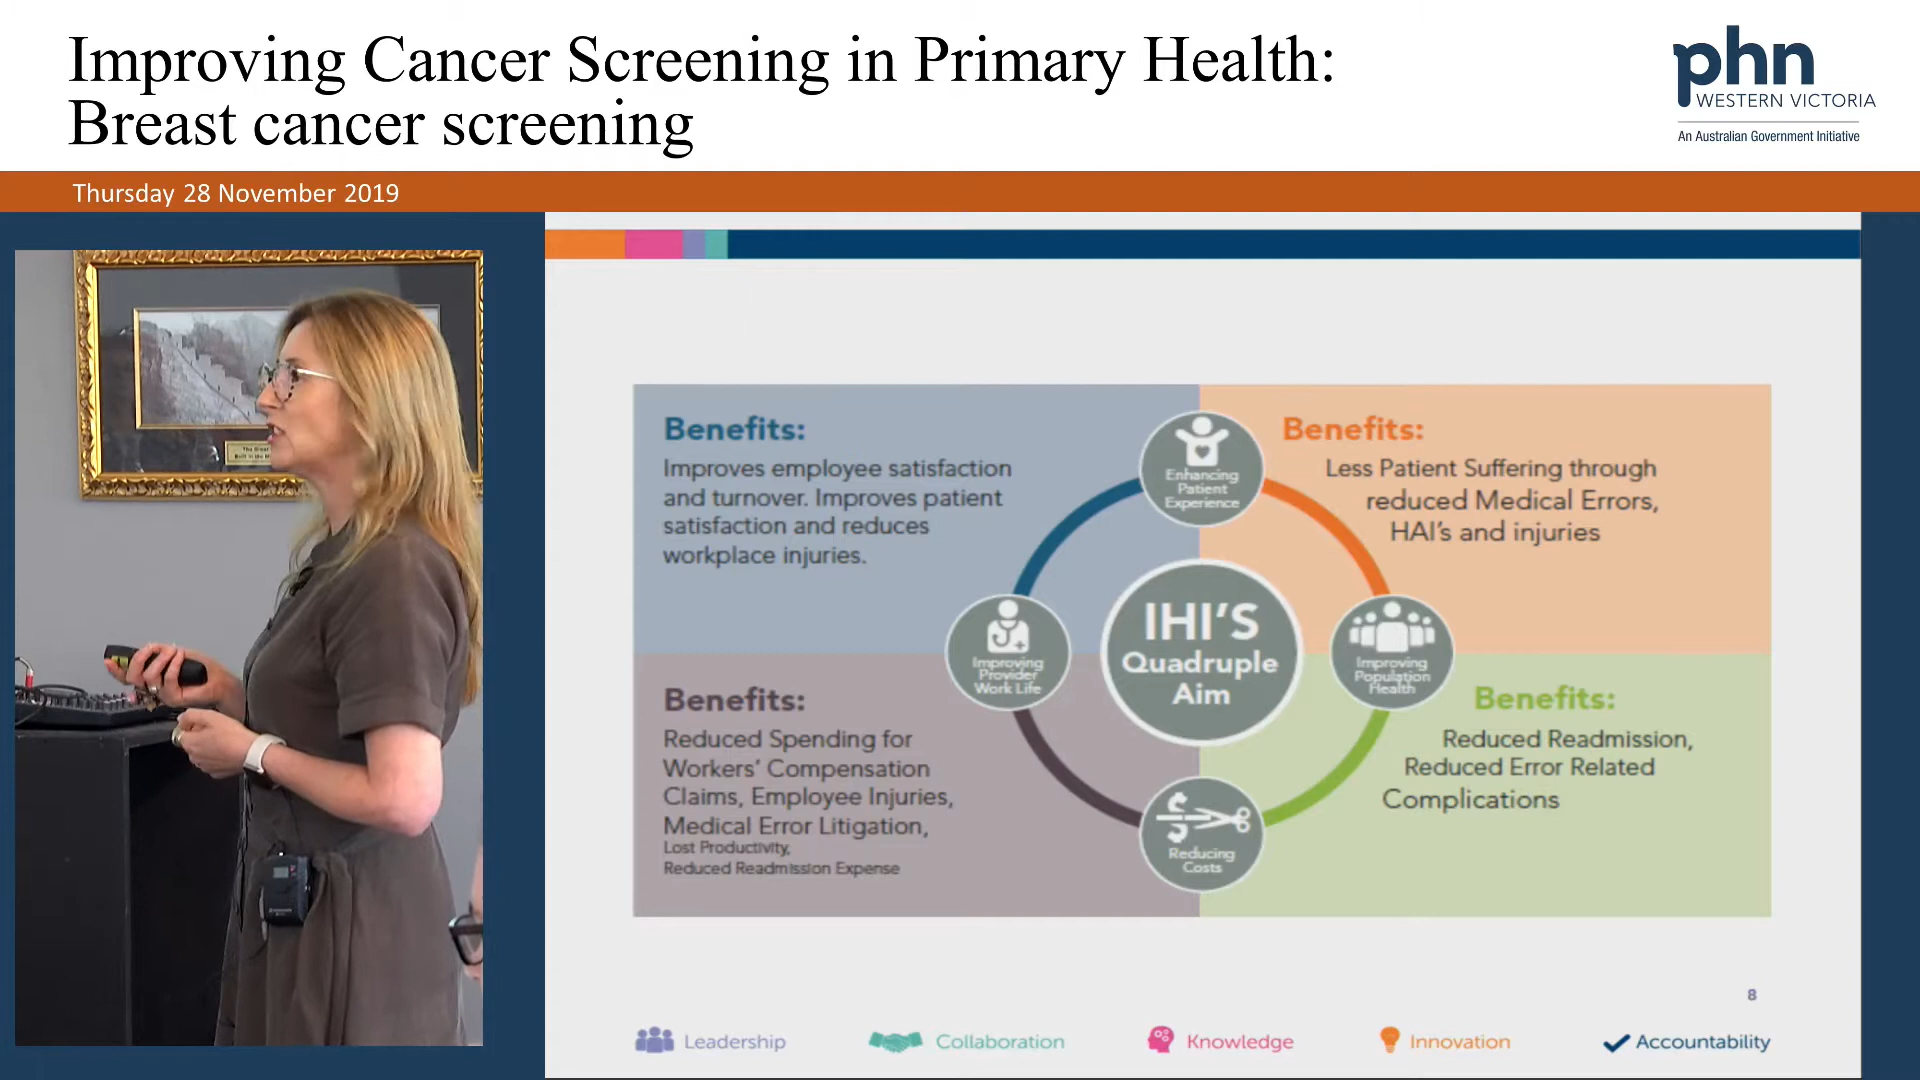 Improving Cancer Screening in Primary Health:
Breast cancer screening
phn
WESTERN VICTORIA
An Australian Government Initiative
Thursday 28 November 2019
Benefits:
Improves employee satisfaction
and turnover. Improves patient
satisfaction and reduces
workplace injuries.
Enhancing
Patient
Experience
Benefits:
Less Patient Suffering through
reduced Medical Errors,
HAI's and injuries
Improving
Provider
Work Life
IHI'S
Quadruple
Aim
Improving
Population
Health
Benefits:
Reduced Spending for
Workers' Compensation
Claims, Employee Injuries,
Medical Error Litigation,
Lost Productivity,
Reduced Readmission Expense
Reducing
Costs
Benefits:
Reduced Readmission,
Reduced Error Related
Complications
8
Leadership
Collaboration
Knowledge
Innovation
Accountability